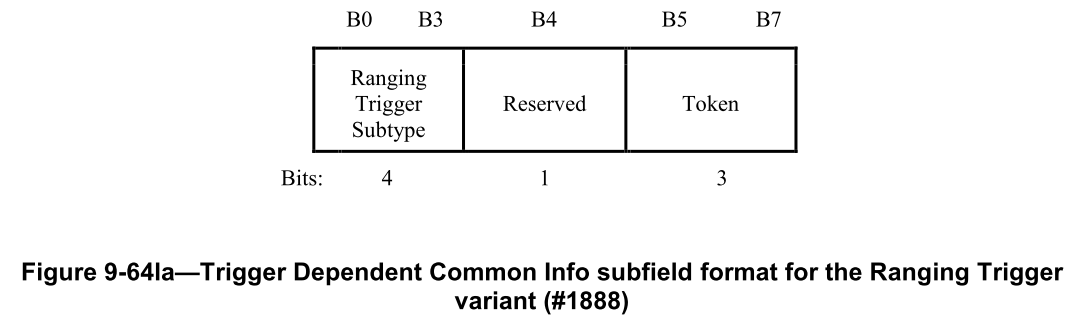 B0 B3 B4 B5 B7
Ranging
Trigger
Subtype
Reserved
Token
Bits: 4 1 3
Figure 9-64la—Trigger Dependent Common Info subfield format for the Ranging Trigger
variant (#1888)